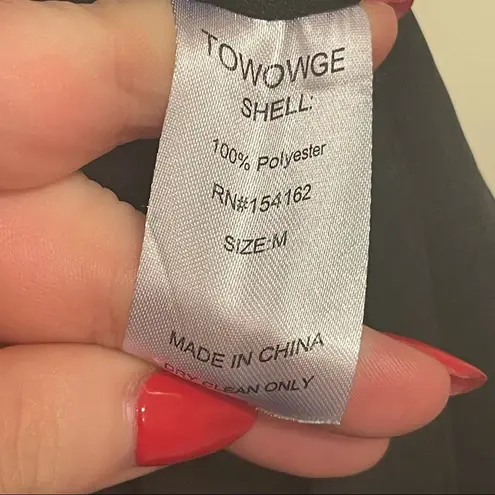 TOWOWGE
SHELL:
100% Polyester
RN#154162
SIZE:M
MADE IN CHINA
DRY CLEAN ONLY